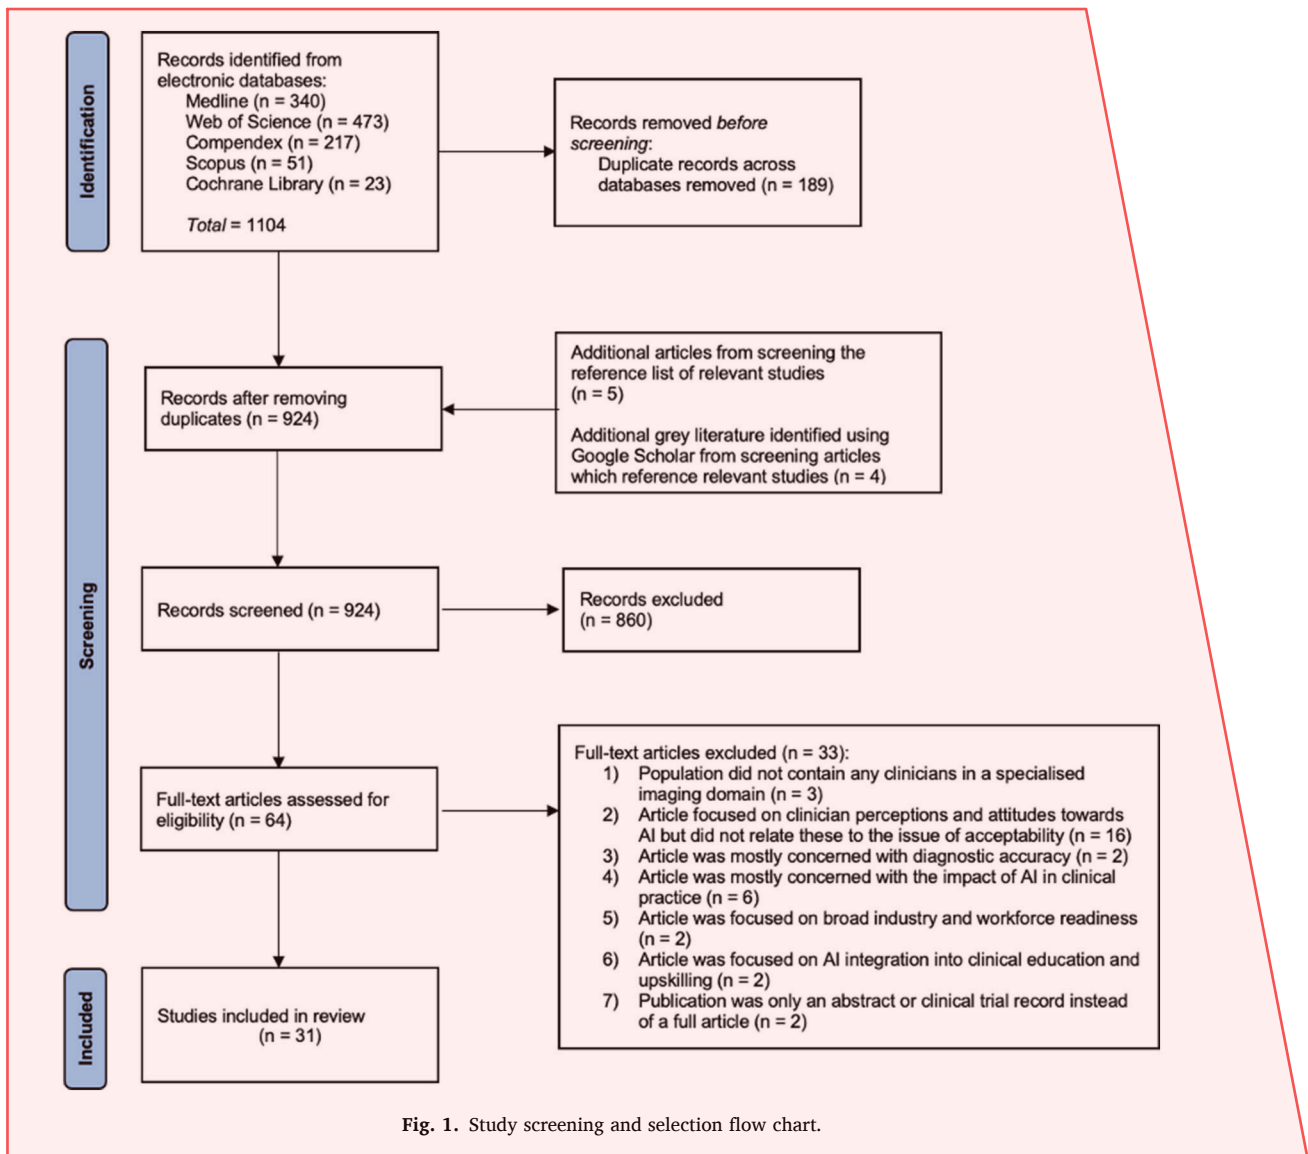 Identification
Records identified from
electronic databases:
Medline (n = 340)
Web of Science (n = 473)
Compendex (n = 217)
Scopus (n = 51)
Cochrane Library (n = 23)
Total = 1104
Records removed before
screening:
Duplicate records across
databases removed (n = 189)
Screening
Records after removing
duplicates (n = 924)
Additional articles from screening the
reference list of relevant studies
(n = 5)
Additional grey literature identified using
Google Scholar from screening articles
which reference relevant studies (n = 4)
Records screened (n = 924)
Records excluded
(n = 860)
Full-text articles assessed for
eligibility (n = 64)
Full-text articles excluded (n = 33):
1) Population did not contain any clinicians in a specialised
imaging domain (n = 3)
2) Article focused on clinician perceptions and attitudes towards
AI but did not relate these to the issue of acceptability (n = 16)
3) Article was mostly concerned with diagnostic accuracy (n = 2)
4) Article was mostly concerned with the impact of AI in clinical
practice (n = 6)
5) Article was focused on broad industry and workforce readiness
(n = 2)
6) Article was focused on AI integration into clinical education and
upskilling (n = 2)
7) Publication was only an abstract or clinical trial record instead
of a full article (n = 2)
Included
Studies included in review
(n = 31)
Fig. 1. Study screening and selection flow chart.